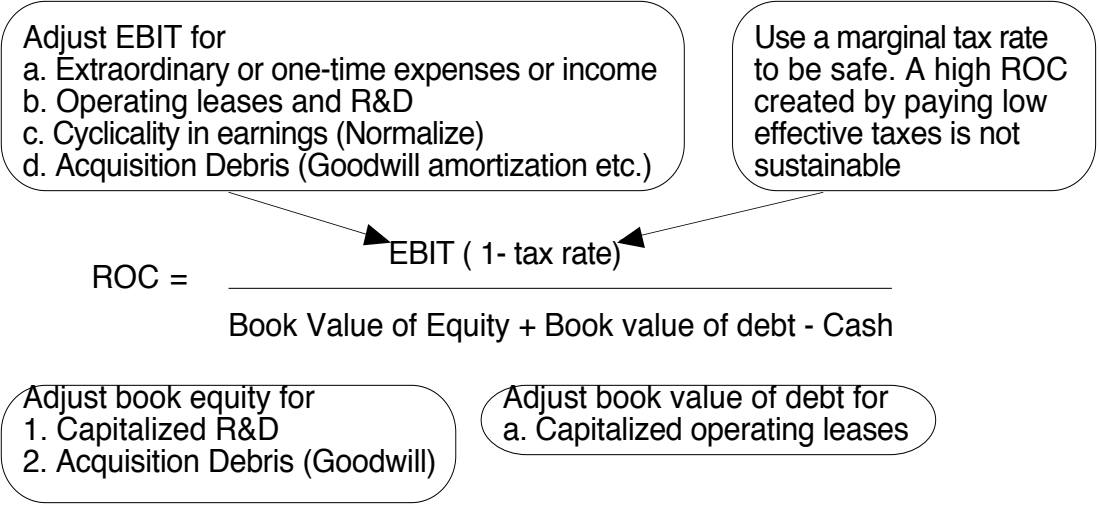 Adjust EBIT for
a. Extraordinary or one-time expenses or income
b. Operating leases and R&D
c. Cyclicality in earnings (Normalize)
d. Acquisition Debris (Goodwill amortization etc.)
Use a marginal tax rate
to be safe. A high ROC
created by paying low
effective taxes is not
sustainable
EBIT ( 1- tax rate)
ROC =
Book Value of Equity + Book value of debt - Cash
Adjust book equity for
1. Capitalized R&D
2. Acquisition Debris (Goodwill)
Adjust book value of debt for
a. Capitalized operating leases